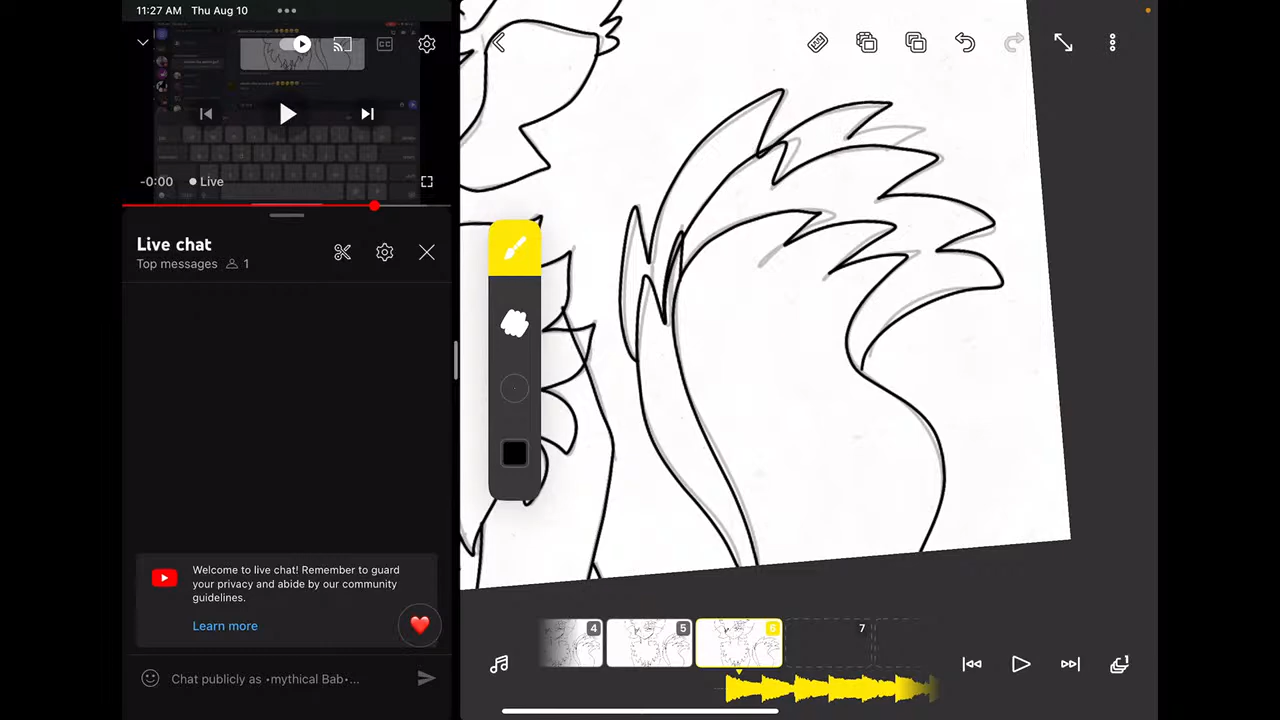 11:27 AM Thu Aug 10
-0:00 Live
Live chat
Top messages 1
Welcome to live chat! Remember to guard
your privacy and abide by our community
guidelines.
Learn more
Chat publicly as •mythical Bab•...
4 5 6 7